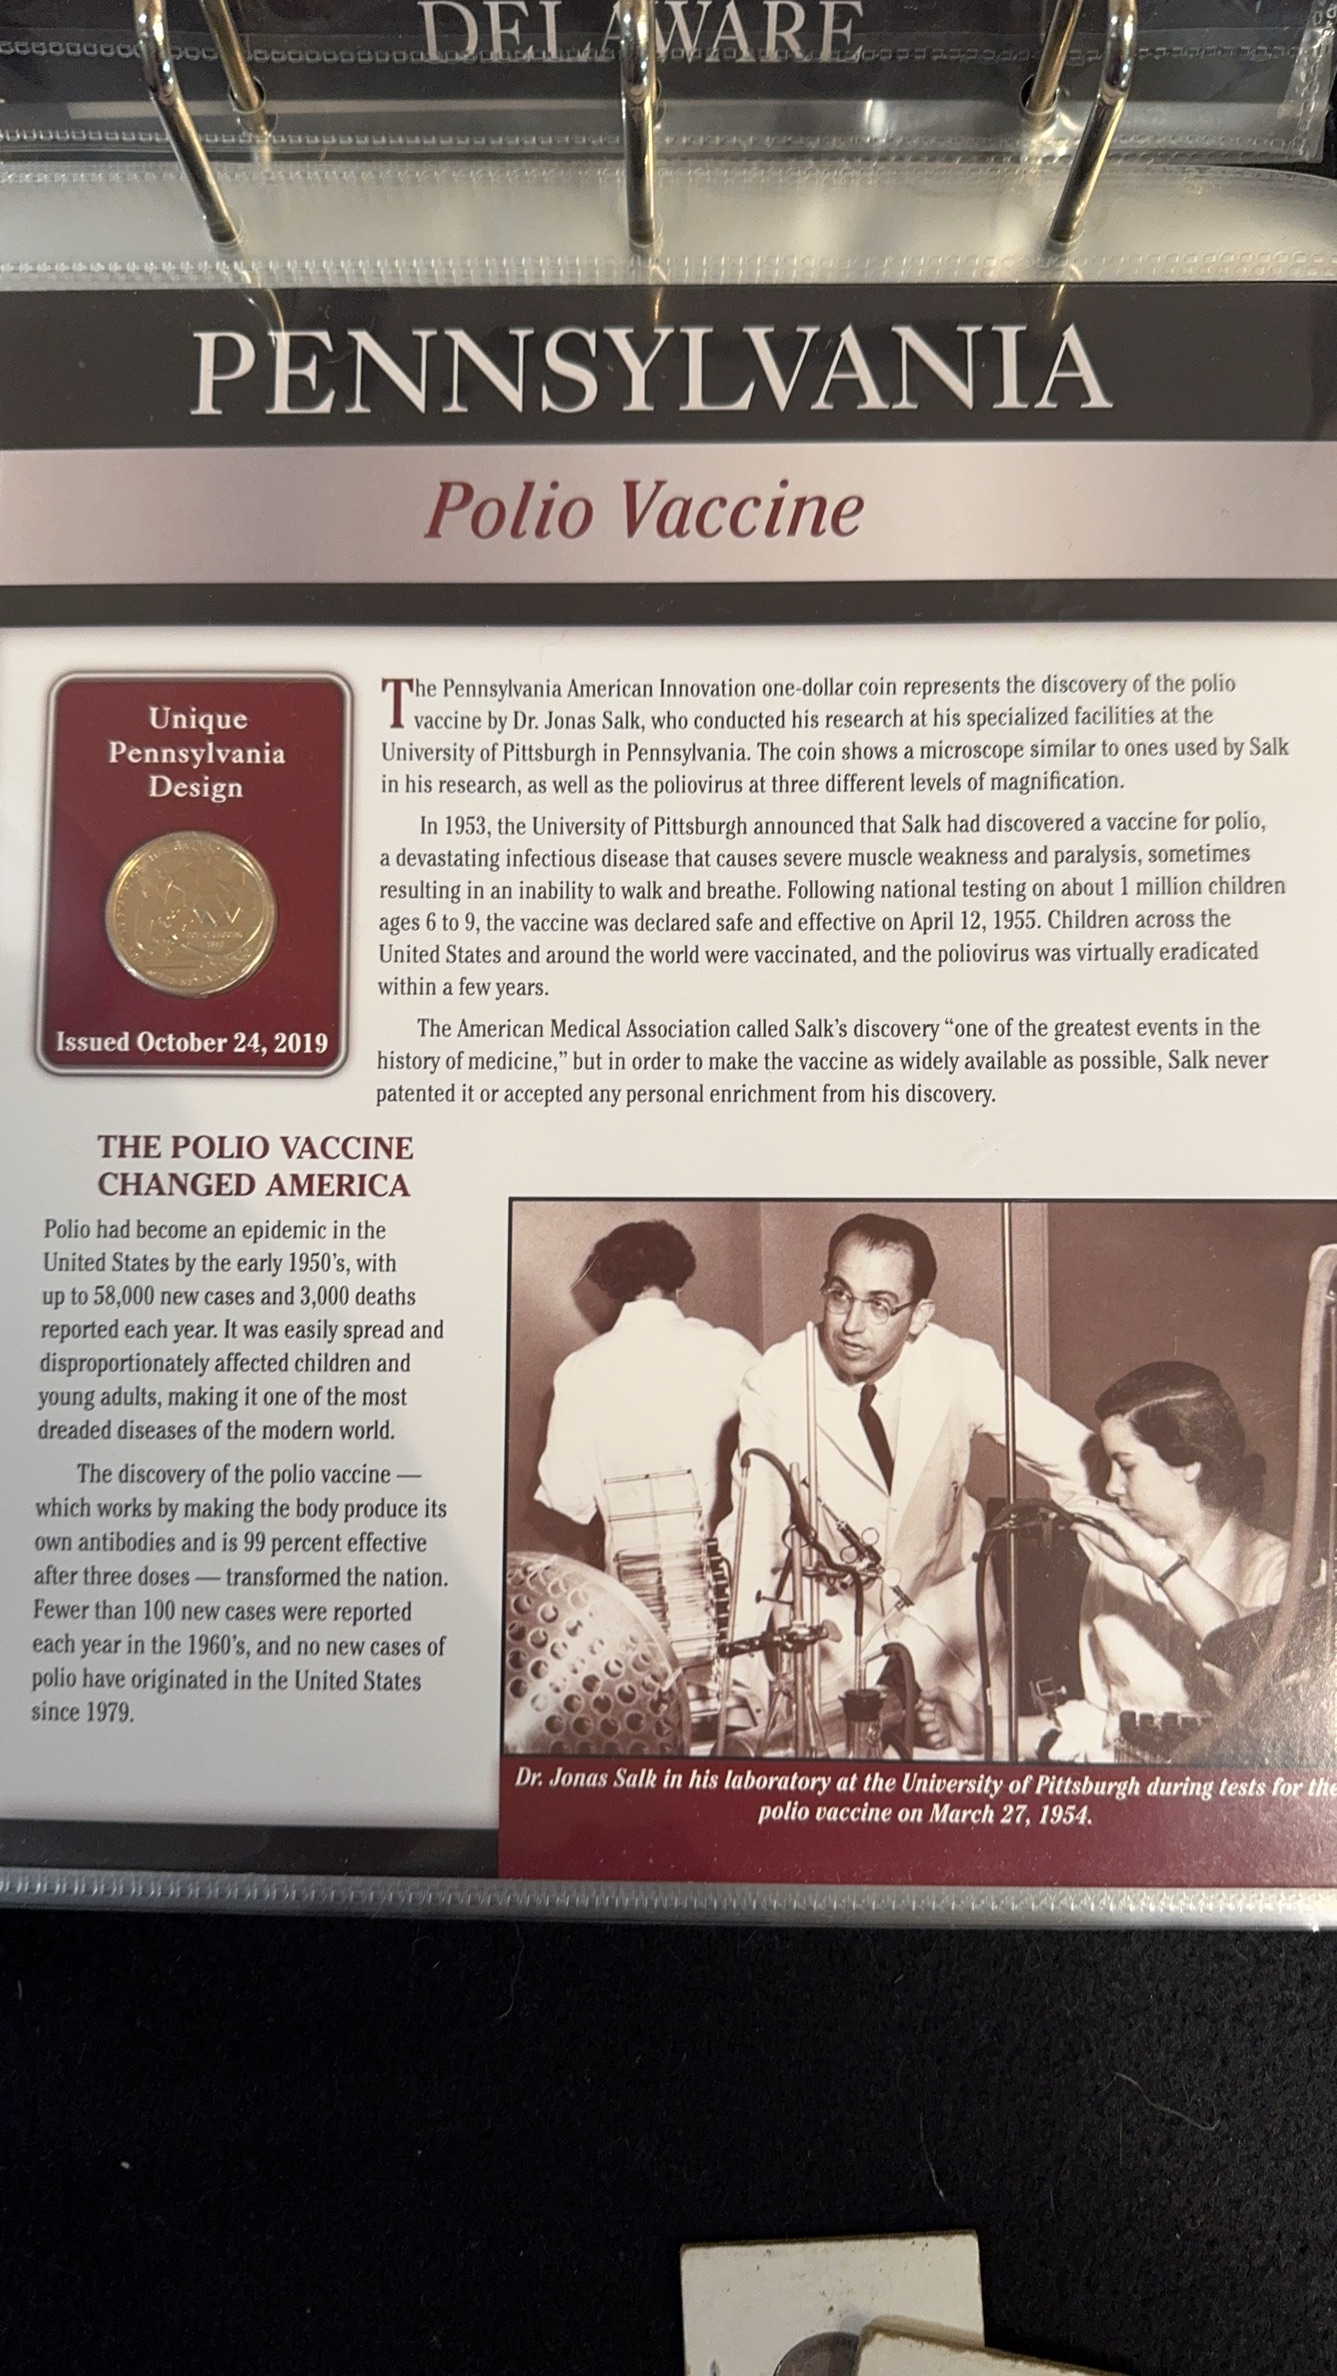 DELAWARE
PENNSYLVANIA
Polio Vaccine
Unique
Pennsylvania
Design
Issued October 24, 2019
The Pennsylvania American Innovation one-dollar coin represents the discovery of the polio
vaccine by Dr. Jonas Salk, who conducted his research at his specialized facilities at the
University of Pittsburgh in Pennsylvania. The coin shows a microscope similar to ones used by Salk
in his research, as well as the poliovirus at three different levels of magnification.
In 1953, the University of Pittsburgh announced that Salk had discovered a vaccine for polio,
a devastating infectious disease that causes severe muscle weakness and paralysis, sometimes
resulting in an inability to walk and breathe. Following national testing on about 1 million children
ages 6 to 9, the vaccine was declared safe and effective on April 12, 1955. Children across the
United States and around the world were vaccinated, and the poliovirus was virtually eradicated
within a few years.
The American Medical Association called Salk's discovery “one of the greatest events in the
history of medicine,” but in order to make the vaccine as widely available as possible, Salk never
patented it or accepted any personal enrichment from his discovery.
THE POLIO VACCINE
CHANGED AMERICA
Polio had become an epidemic in the
United States by the early 1950's, with
up to 58,000 new cases and 3,000 deaths
reported each year. It was easily spread and
disproportionately affected children and
young adults, making it one of the most
dreaded diseases of the modern world.
The discovery of the polio vaccine —
which works by making the body produce its
own antibodies and is 99 percent effective
after three doses — transformed the nation.
Fewer than 100 new cases were reported
each year in the 1960's, and no new cases of
polio have originated in the United States
since 1979.
Dr. Jonas Salk in his laboratory at the University of Pittsburgh during tests for the
polio vaccine on March 27, 1954.